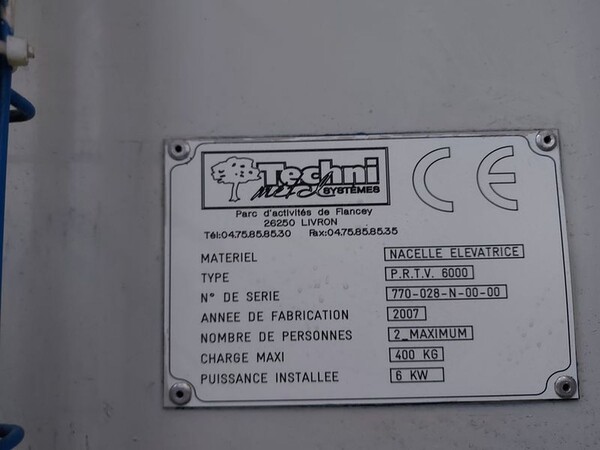 Techni
metal SYSTÈMES
CE
Parc d'activités de Fiancey
26250 LIVRON
Tél:04.75.85.85.30 Fax:04.75.85.85.35
MATERIEL NACELLE ELEVATRICE
TYPE P.R.T.V. 6000
N° DE SERIE 770-028-N-00-00
ANNEE DE FABRICATION 2007
NOMBRE DE PERSONNES 2_MAXIMUM
CHARGE MAXI 400 KG
PUISSANCE INSTALLEE 6 KW